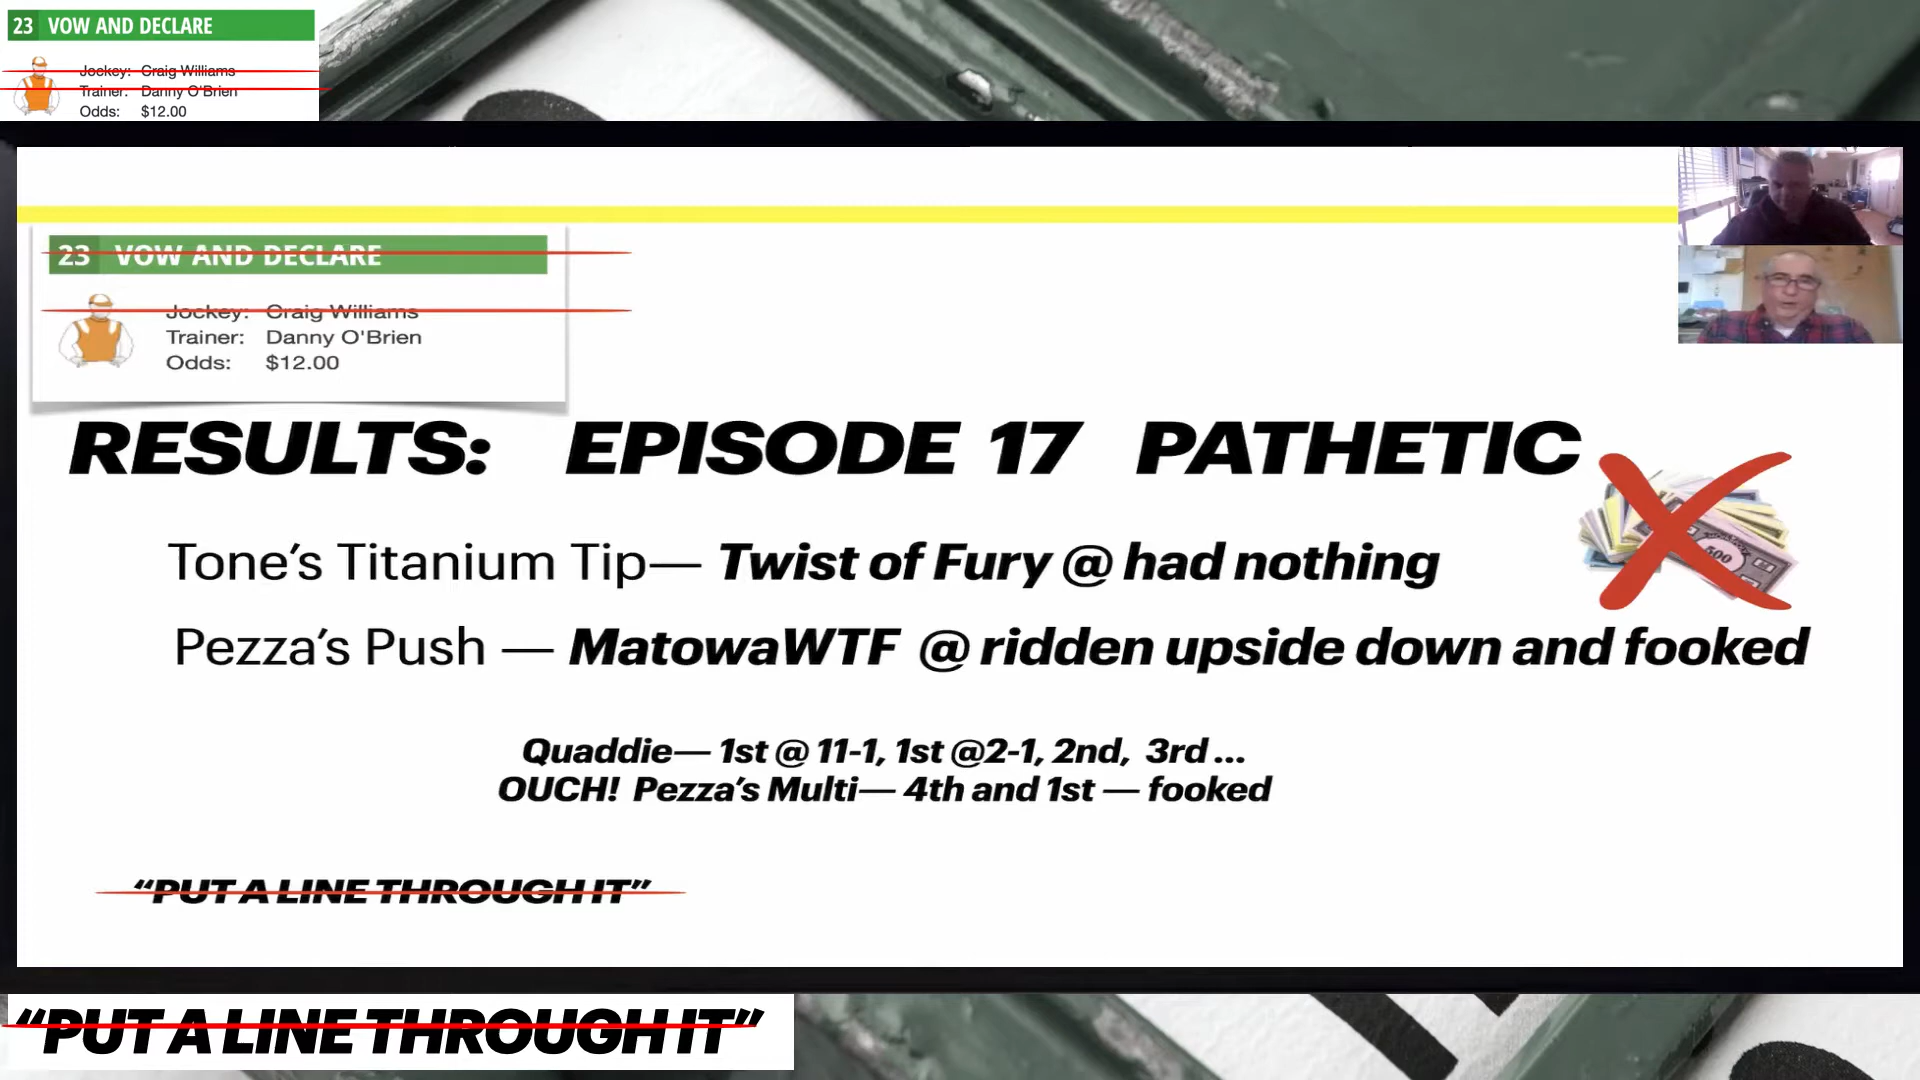 23 VOW AND DECLARE
Jockey: Craig Williams
Trainer: Danny O'Brien
Odds: $12.00
23 VOW AND DECLARE
Jockey: Craig Williams
Trainer: Danny O'Brien
Odds: $12.00
RESULTS: EPISODE 17 PATHETIC
500
Tone’s Titanium Tip— Twist of Fury @ had nothing
Pezza’s Push — MatowaWTF @ ridden upside down and fooked
Quaddie— 1st @ 11-1, 1st @2-1, 2nd, 3rd ...
OUCH! Pezza’s Multi— 4th and 1st — fooked
“PUT A LINE THROUGH IT”
“PUT A LINE THROUGH IT”